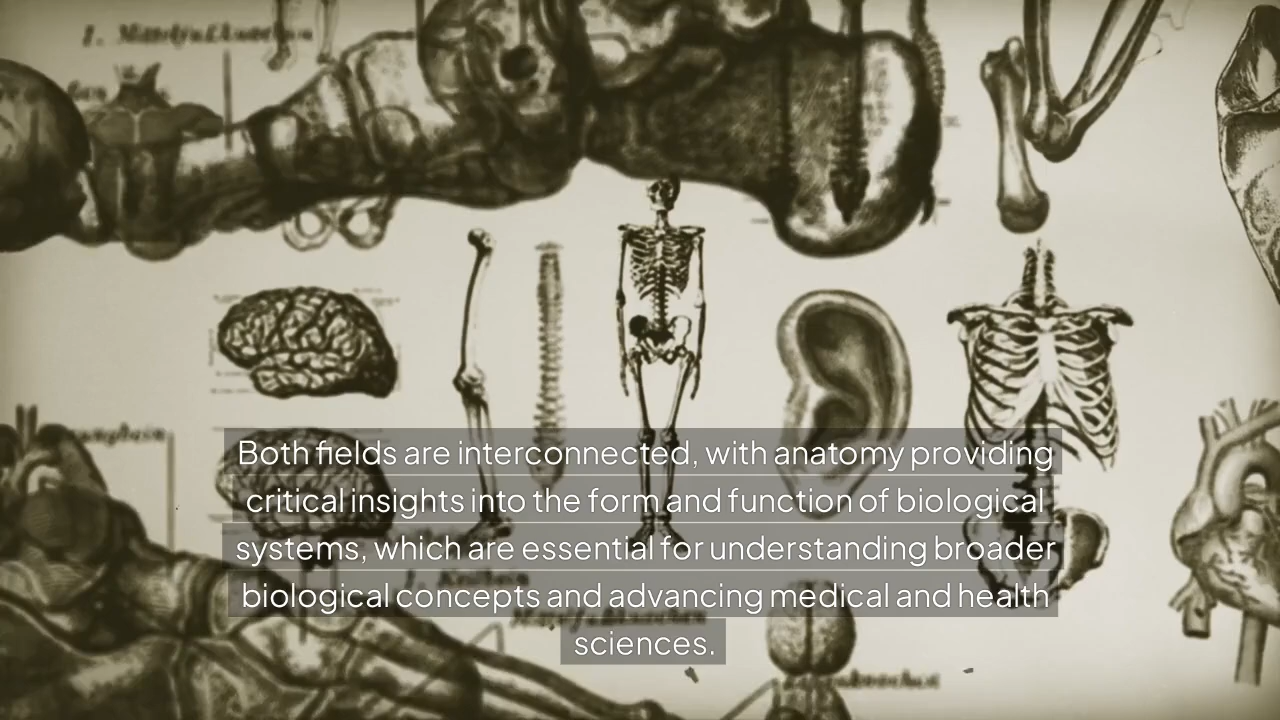 Both fields are interconnected, with anatomy providing
critical insights into the form and function of biological
systems, which are essential for understanding broader
biological concepts and advancing medical and health
sciences.